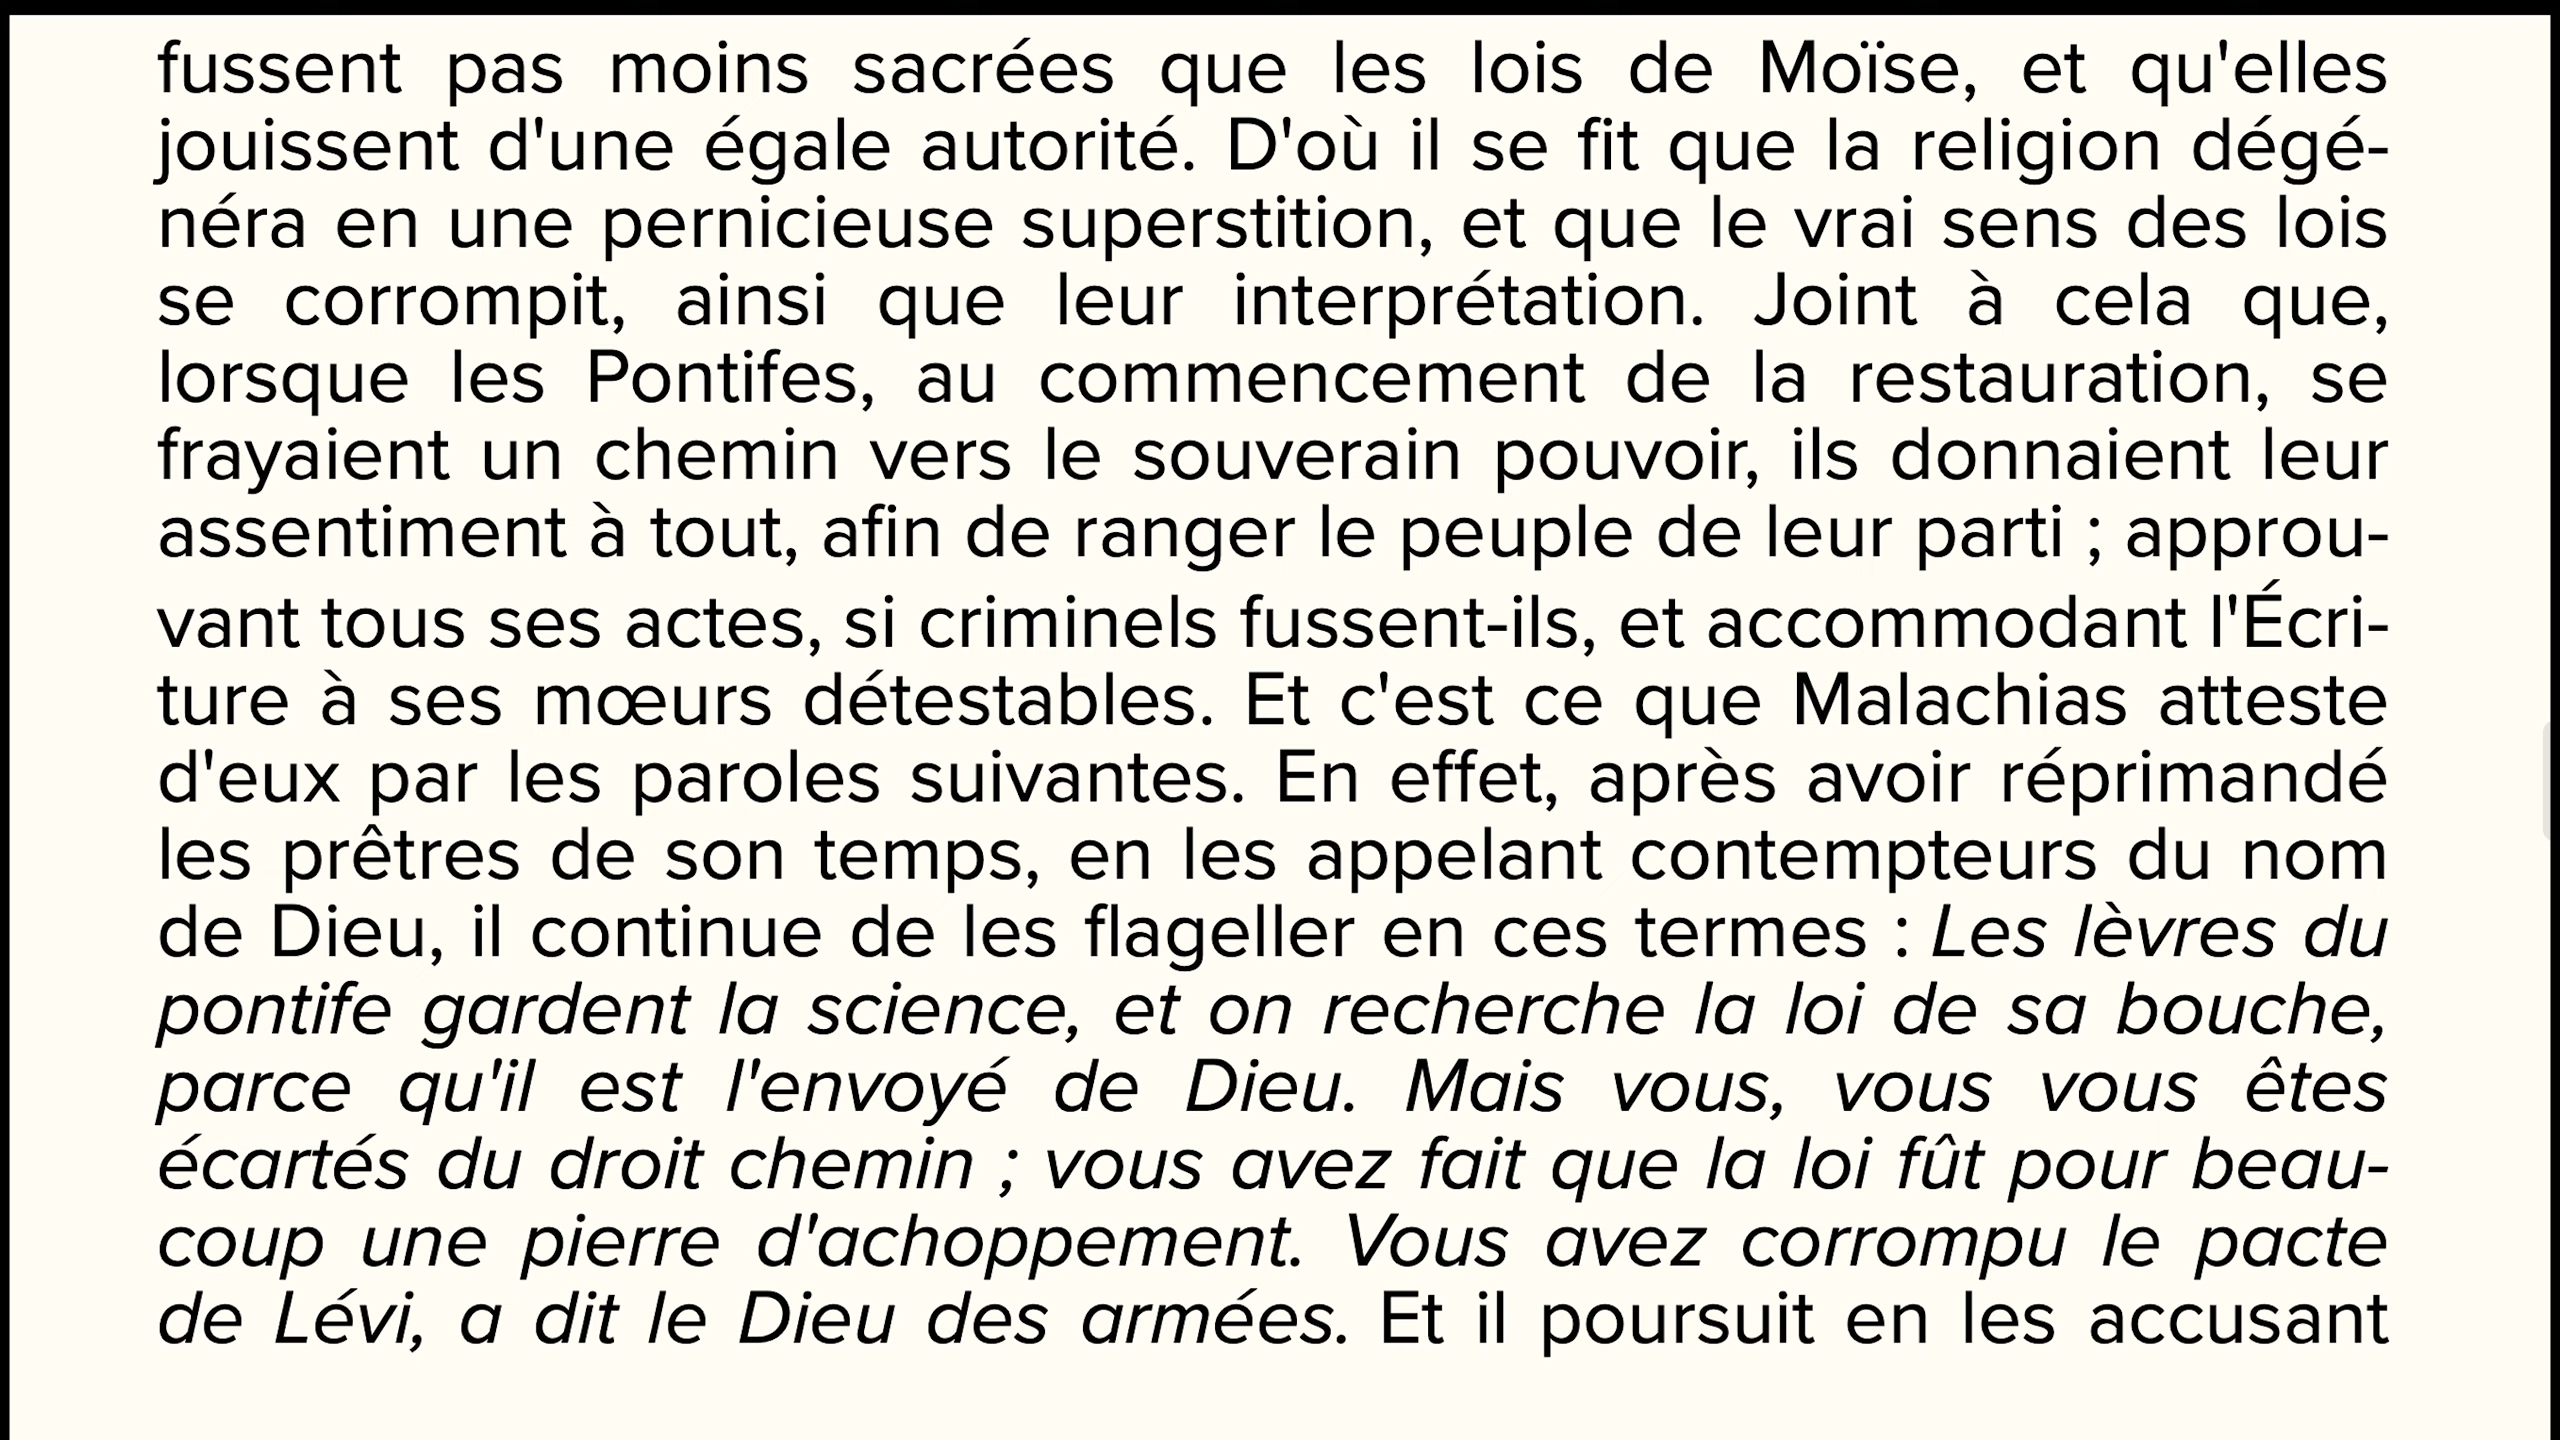 fussent pas moins sacrées que les lois de Moïse, et qu'elles
jouissent d'une égale autorité. D'où il se fit que la religion dégé-
néra en une pernicieuse superstition, et que le vrai sens des lois
se corrompit, ainsi que leur interprétation. Joint à cela que,
lorsque les Pontifes, au commencement de la restauration, se
frayaient un chemin vers le souverain pouvoir, ils donnaient leur
assentiment à tout, afin de ranger le peuple de leur parti ; approu-
vant tous ses actes, si criminels fussent-ils, et accommodant l'Écri-
ture à ses mœurs détestables. Et c'est ce que Malachias atteste
d'eux par les paroles suivantes. En effet, après avoir réprimandé
les prêtres de son temps, en les appelant contempteurs du nom
de Dieu, il continue de les flageller en ces termes : Les lèvres du
pontife gardent la science, et on recherche la loi de sa bouche,
parce qu'il est l'envoyé de Dieu. Mais vous, vous vous êtes
écartés du droit chemin ; vous avez fait que la loi fût pour beau-
coup une pierre d'achoppement. Vous avez corrompu le pacte
de Lévi, a dit le Dieu des armées. Et il poursuit en les accusant